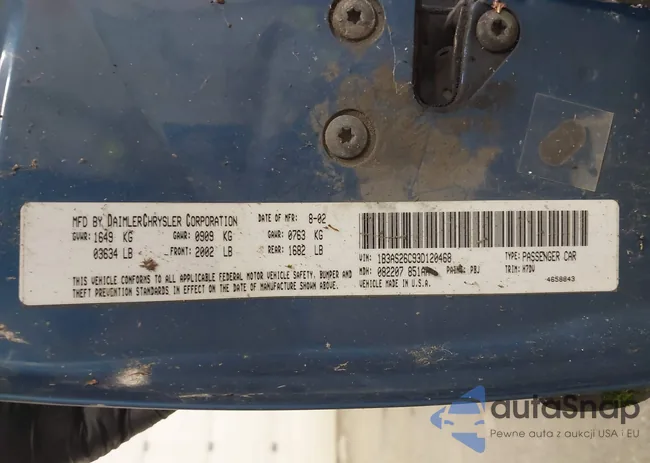 MFD BY DAIMLERCHRYSLER CORPORATION DATE OF MFR: 8-02
GVWR: 1649 KG GAWR: 0909 KG GAWR: 0763 KG
03634 LB FRONT: 2002 LB REAR: 1682 LB
THIS VEHICLE CONFORMS TO ALL APPLICABLE FEDERAL MOTOR VEHICLE SAFETY, BUMPER AND
THEFT PREVENTION STANDARDS IN EFFECT ON THE DATE OF MANUFACTURE SHOWN ABOVE.
VIN: 1B3AS26C93D120468 TYPE: PASSENGER CAR
MDH: 082207 PBJ TRIM: H7DV
VEHICLE MADE IN U.S.A. 4658843
autaSnap
Pewne auta z aukcji USA i EU